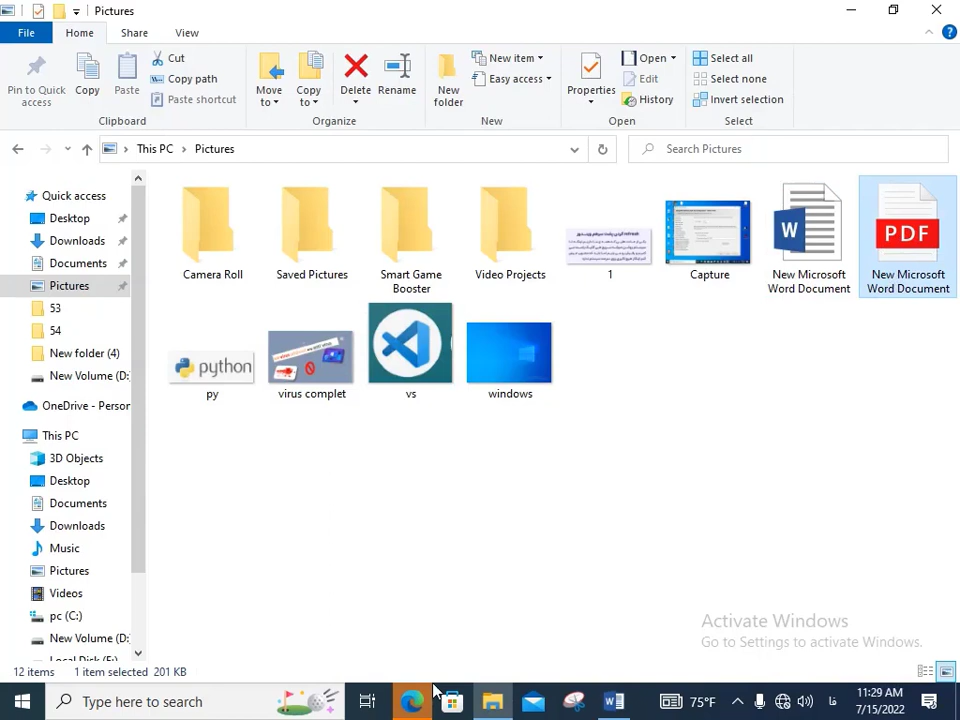 Pictures
File Home Share View
Pin to Quick access
Copy
Paste
Cut
Copy path
Paste shortcut
Clipboard
Move to
Copy to
Delete
Rename
Organize
New folder
New item
Easy access
New
Properties
Open
Edit
History
Open
Select all
Select none
Invert selection
Select
This PC Pictures
Search Pictures
Quick access
Desktop
Downloads
Documents
Pictures
53
54
New folder (4)
New Volume (D:
OneDrive - Person
This PC
3D Objects
Desktop
Documents
Downloads
Music
Pictures
Videos
pc (C:)
New Volume (D:
Camera Roll
Saved Pictures
Smart Game
Booster
Video Projects
1
Capture
W
New Microsoft
Word Document
PDF
New Microsoft
Word Document
python
py
virus complet
vs
windows
Activate Windows
Go to Settings to activate Windows.
12 items 1 item selected 201 KB
Type here to search
75°F
فا
11:29 AM
7/15/2022